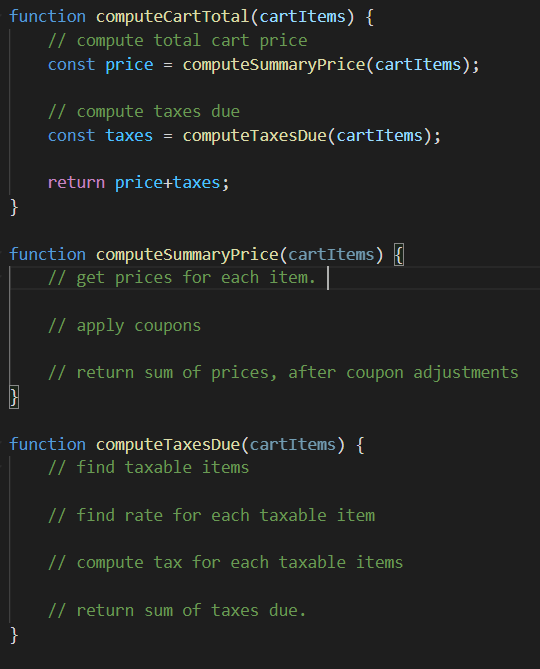 function computeCartTotal(cartItems) {
    // compute total cart price
    const price = computeSummaryPrice(cartItems);

    // compute taxes due
    const taxes = computeTaxesDue(cartItems);

    return price+taxes;
}

function computeSummaryPrice(cartItems) {
    // get prices for each item.

    // apply coupons

    // return sum of prices, after coupon adjustments
}

function computeTaxesDue(cartItems) {
    // find taxable items

    // find rate for each taxable item

    // compute tax for each taxable items

    // return sum of taxes due.
}